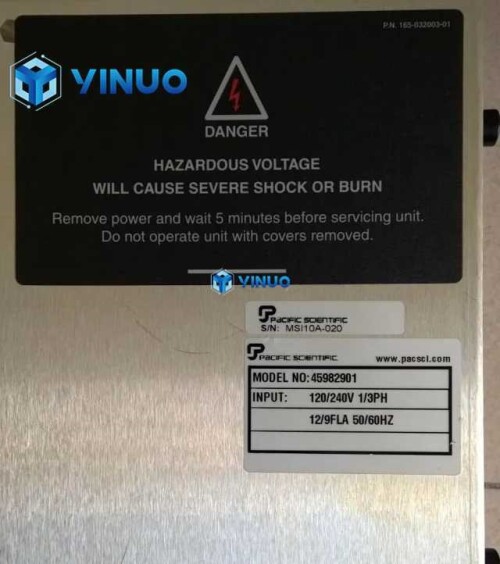 P.N. 165-032003-01
YINUO
DANGER
HAZARDOUS VOLTAGE
WILL CAUSE SEVERE SHOCK OR BURN
Remove power and wait 5 minutes before servicing unit.
Do not operate unit with covers removed.
YINUO
PACIFIC SCIENTIFIC
S/N: MSI10A-020
PACIFIC SCIENTIFIC www.pacsci.com
MODEL NO: 45982901
INPUT: 120/240V 1/3PH
12/9FLA 50/60HZ